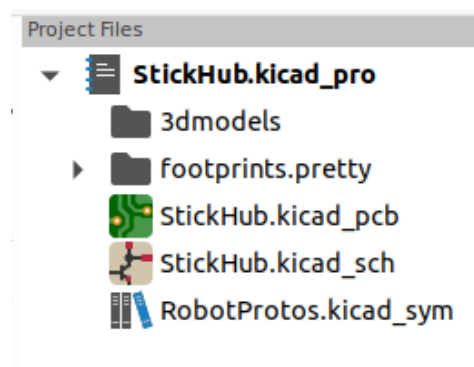 Project Files
StickHub.kicad_pro
3dmodels
footprints.pretty
StickHub.kicad_pcb
StickHub.kicad_sch
RobotProtos.kicad_sym